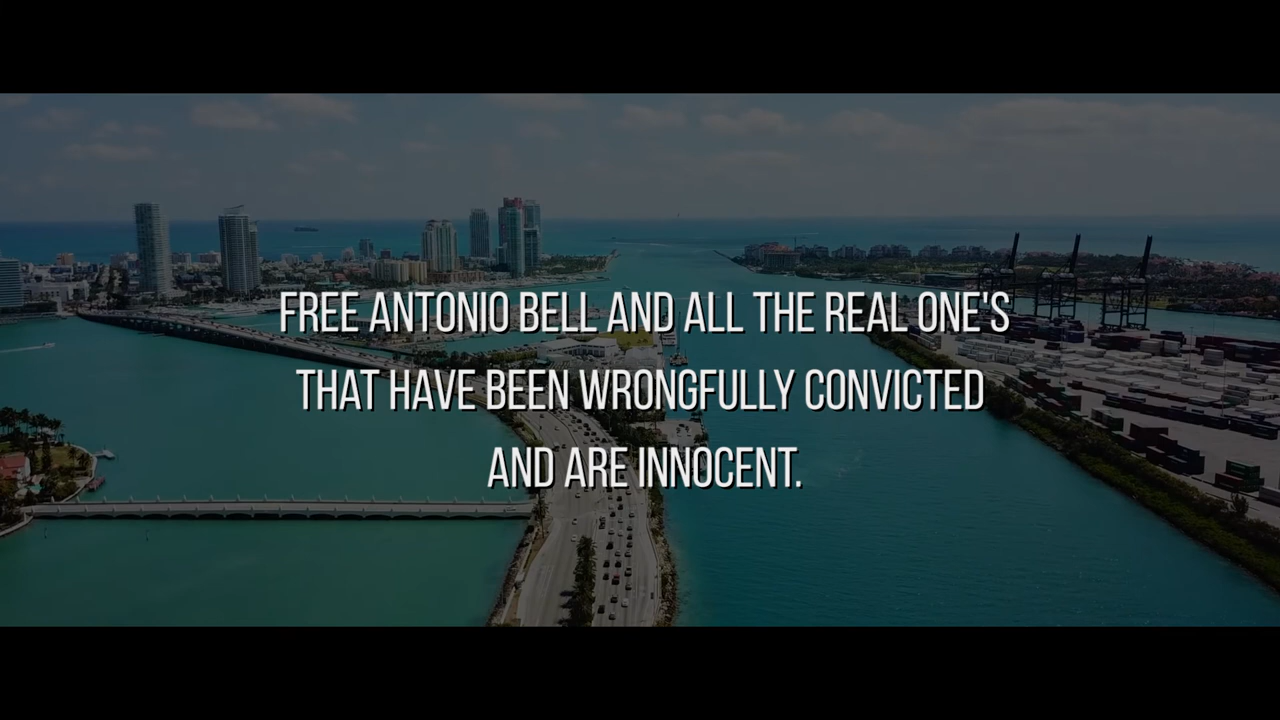 FREE ANTONIO BELL AND ALL THE REAL ONE'S
THAT HAVE BEEN WRONGFULLY CONVICTED
AND ARE INNOCENT.